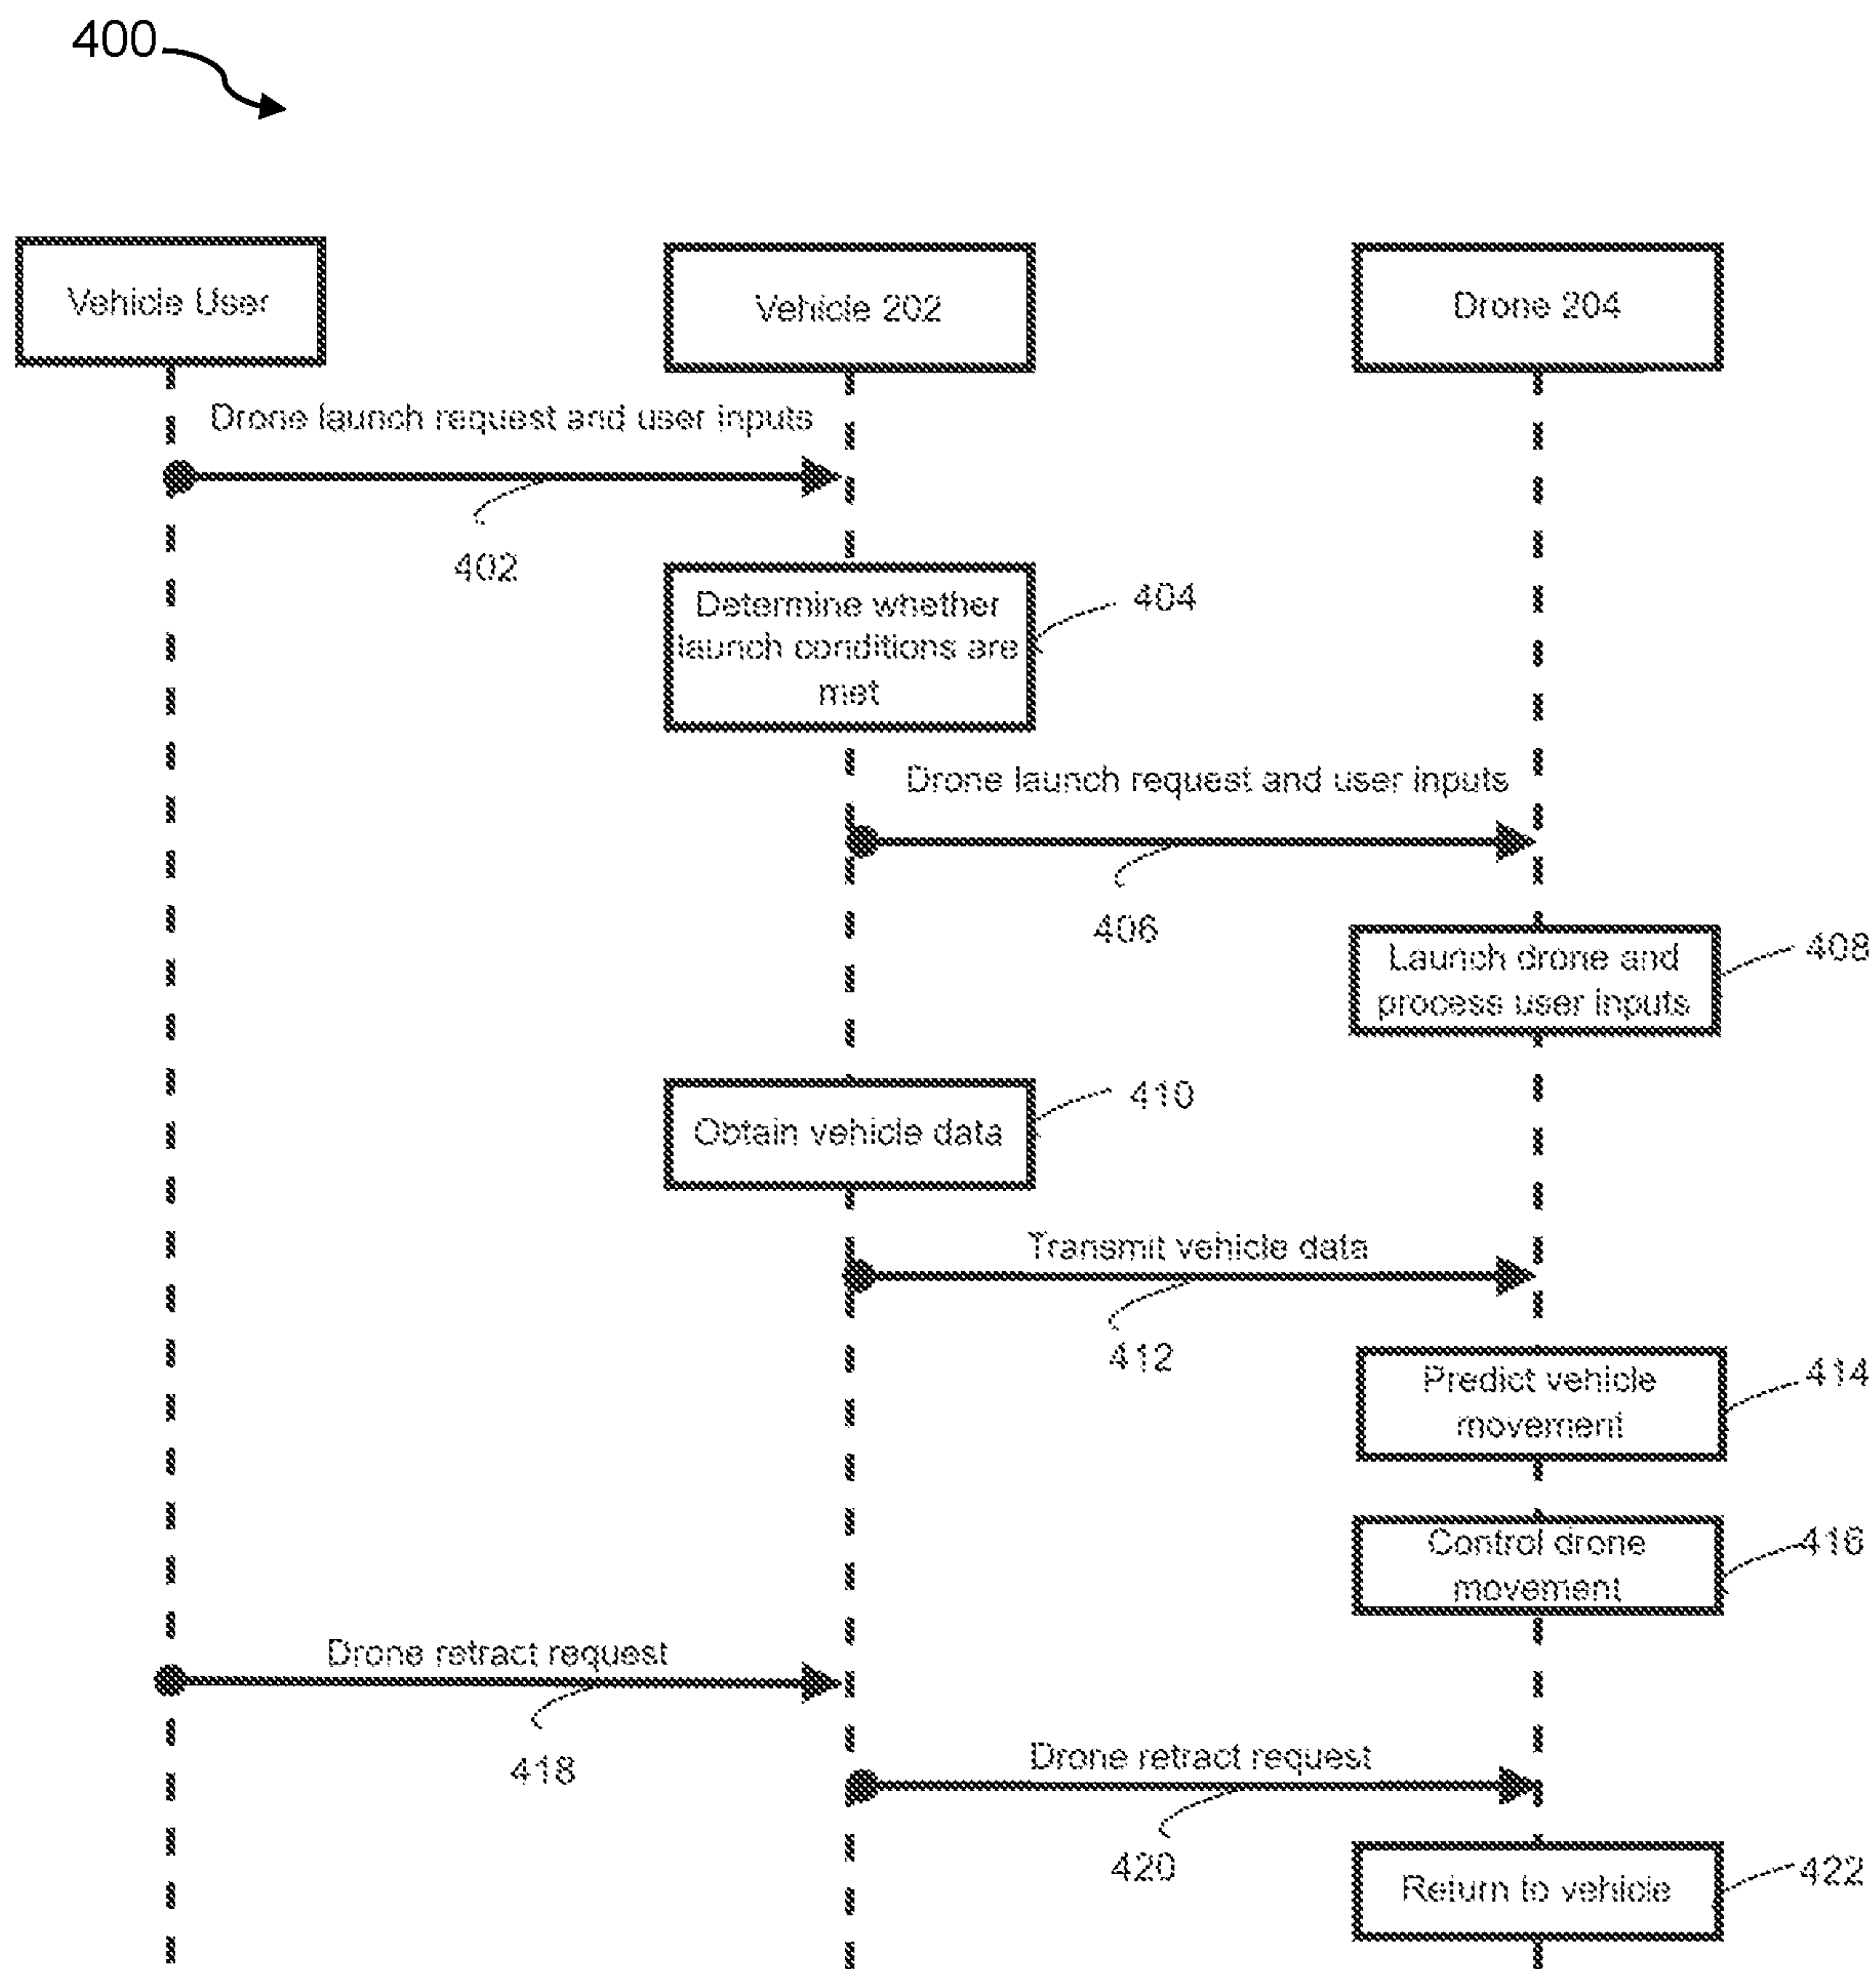 400
Vehicle User
Vehicle 202
Drone 204
Drone launch request and user inputs
402
Determine whether
launch conditions are
met
404
Drone launch request and user inputs
406
Launch drone and
process user inputs
408
Obtain vehicle data
410
Transmit vehicle data
412
Predict vehicle
movement
414
Control drone
movement
416
Drone retract request
418
Drone retract request
420
Return to vehicle
422